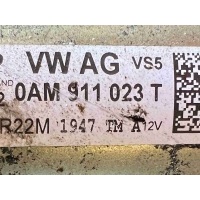 VW AG VS5
0AM 911 023 T
R22M 1947 TM A 12V